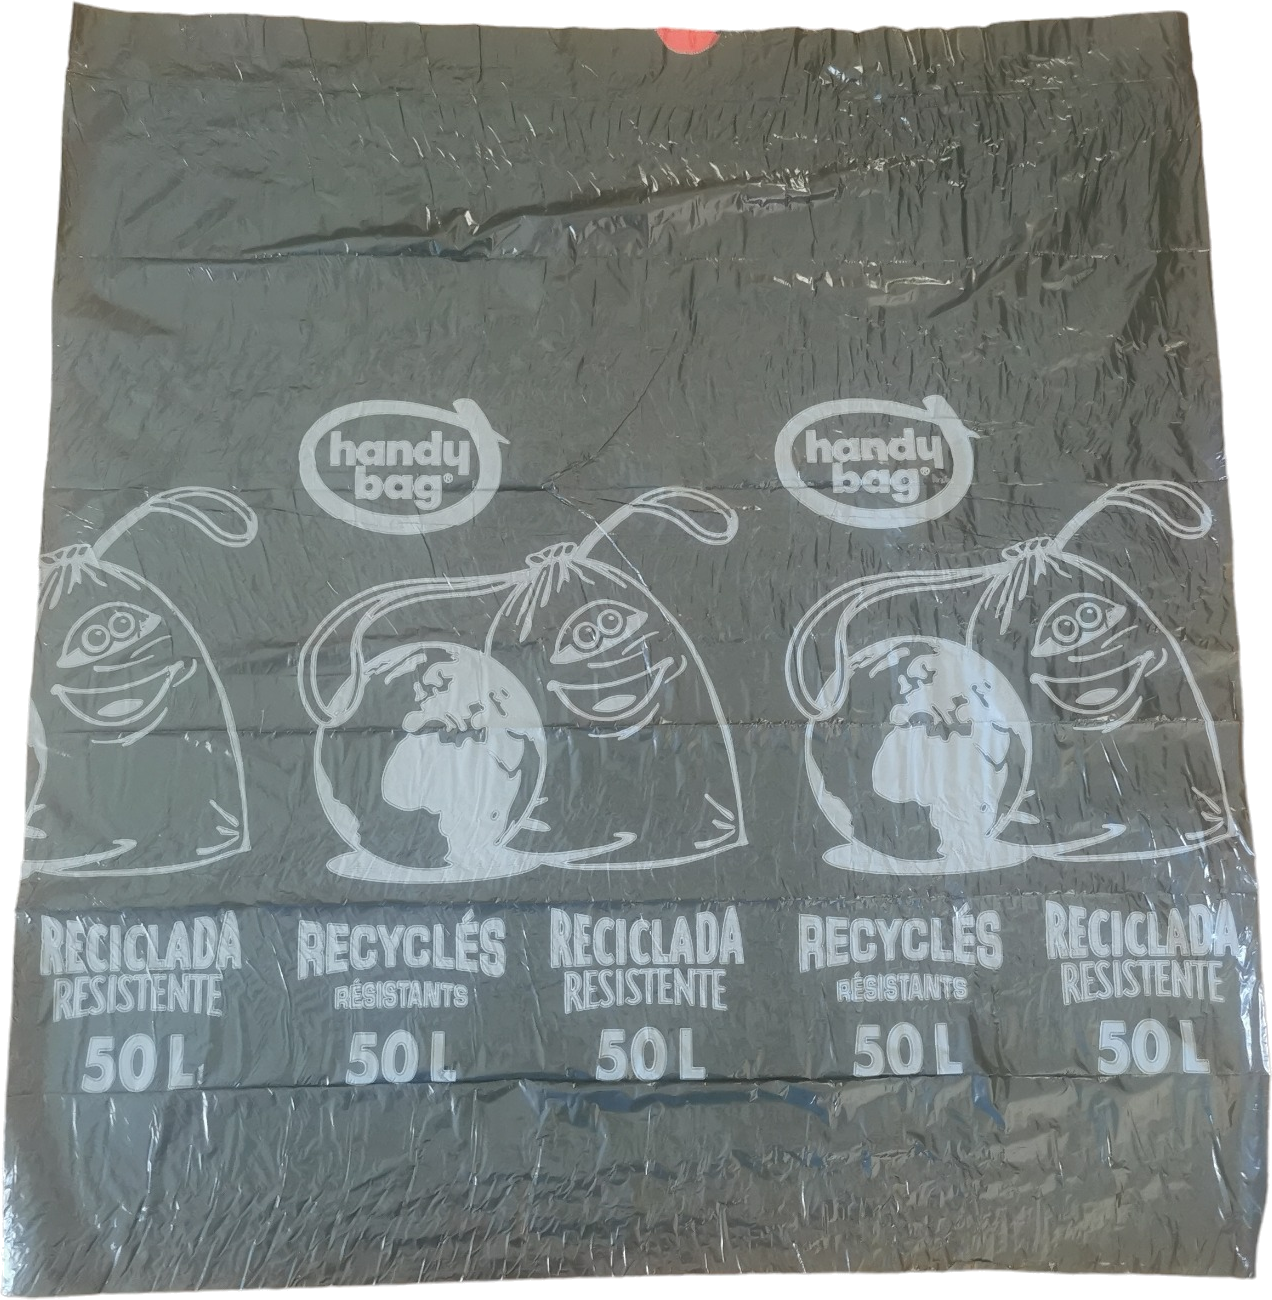 handy
bag®
handy
bag®
RECICLADA
RESISTENTE
50 L
RECYCLÉS
RÉSISTANTS
50 L
RECICLADA
RESISTENTE
50 L
RECYCLÉS
RÉSISTANTS
50 L
RECICLADA
RESISTENTE
50 L